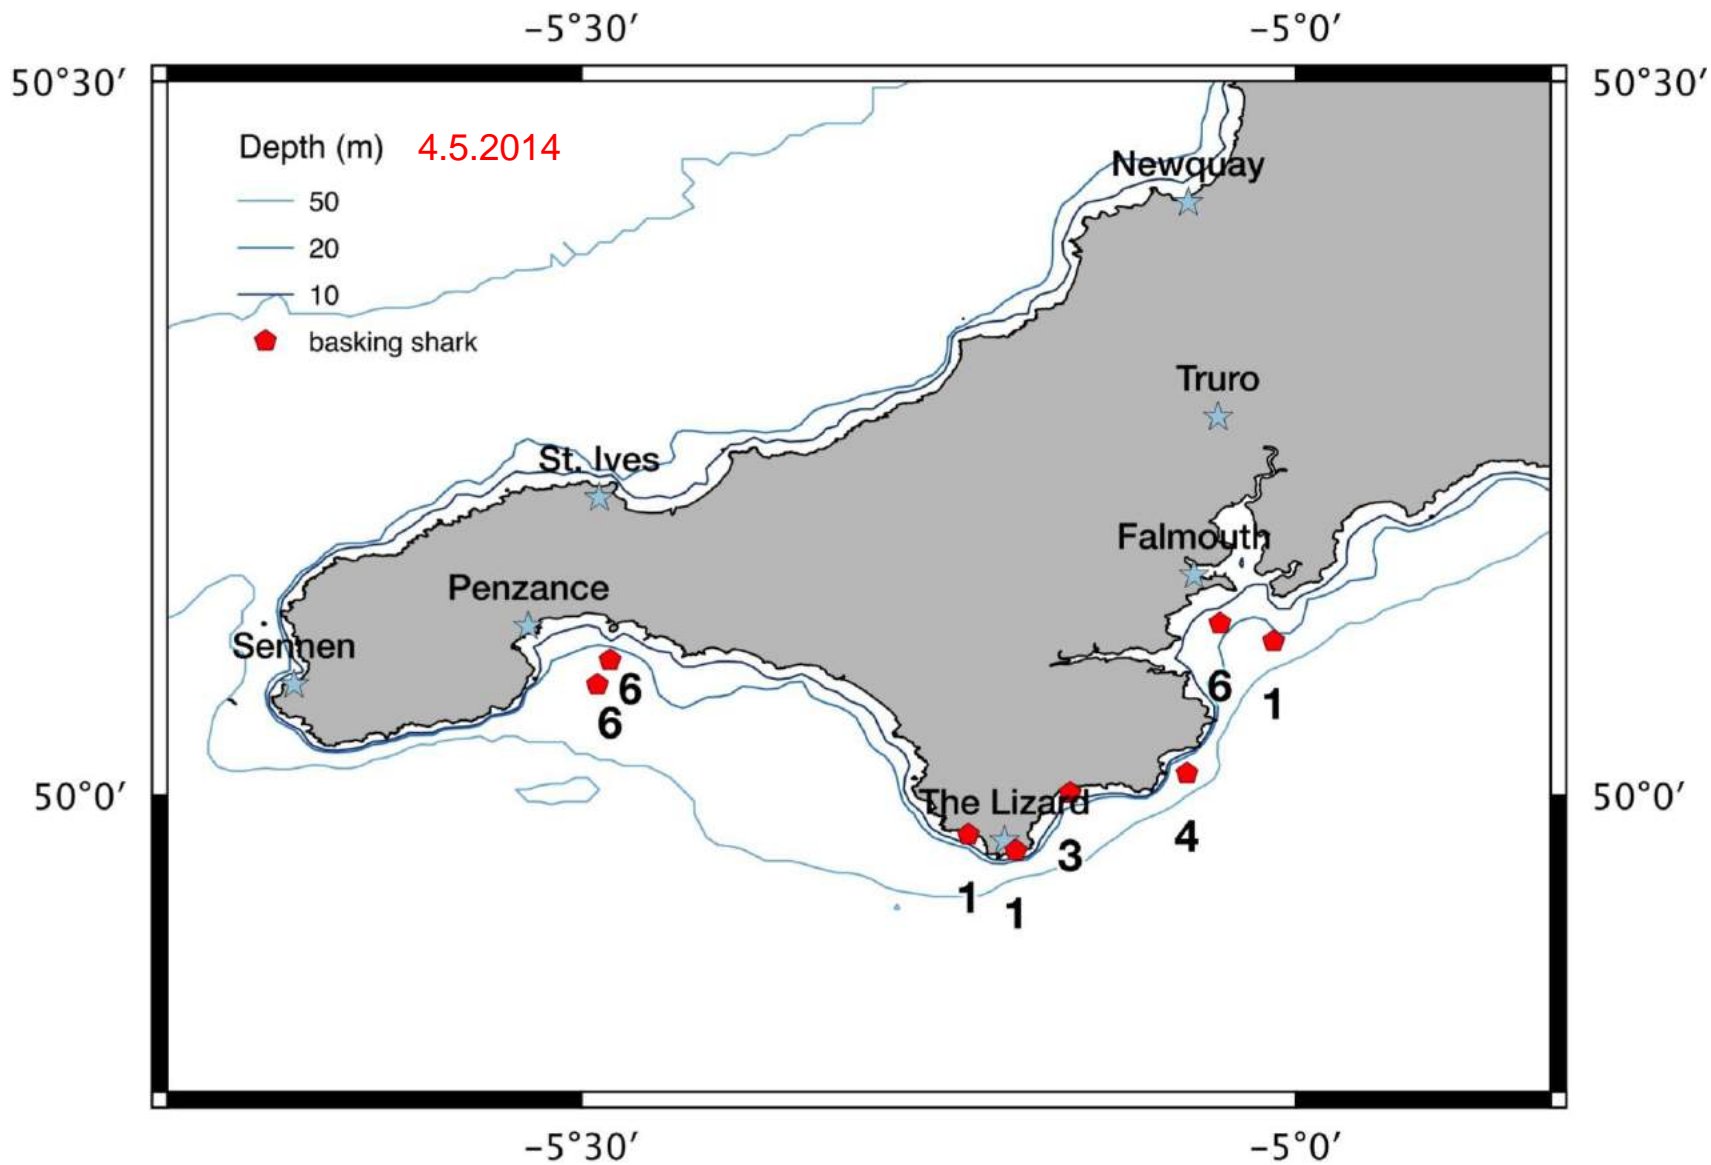 -5°30′ -5°0′
50°30′ 50°30′
Depth (m) 4.5.2014
50
20
10
basking shark
Newquay
Truro
St. Ives
Falmouth
Penzance
Sennen
6
6
6
1
50°0′ 50°0′
The Lizard
4
3
1
1
-5°30′ -5°0′